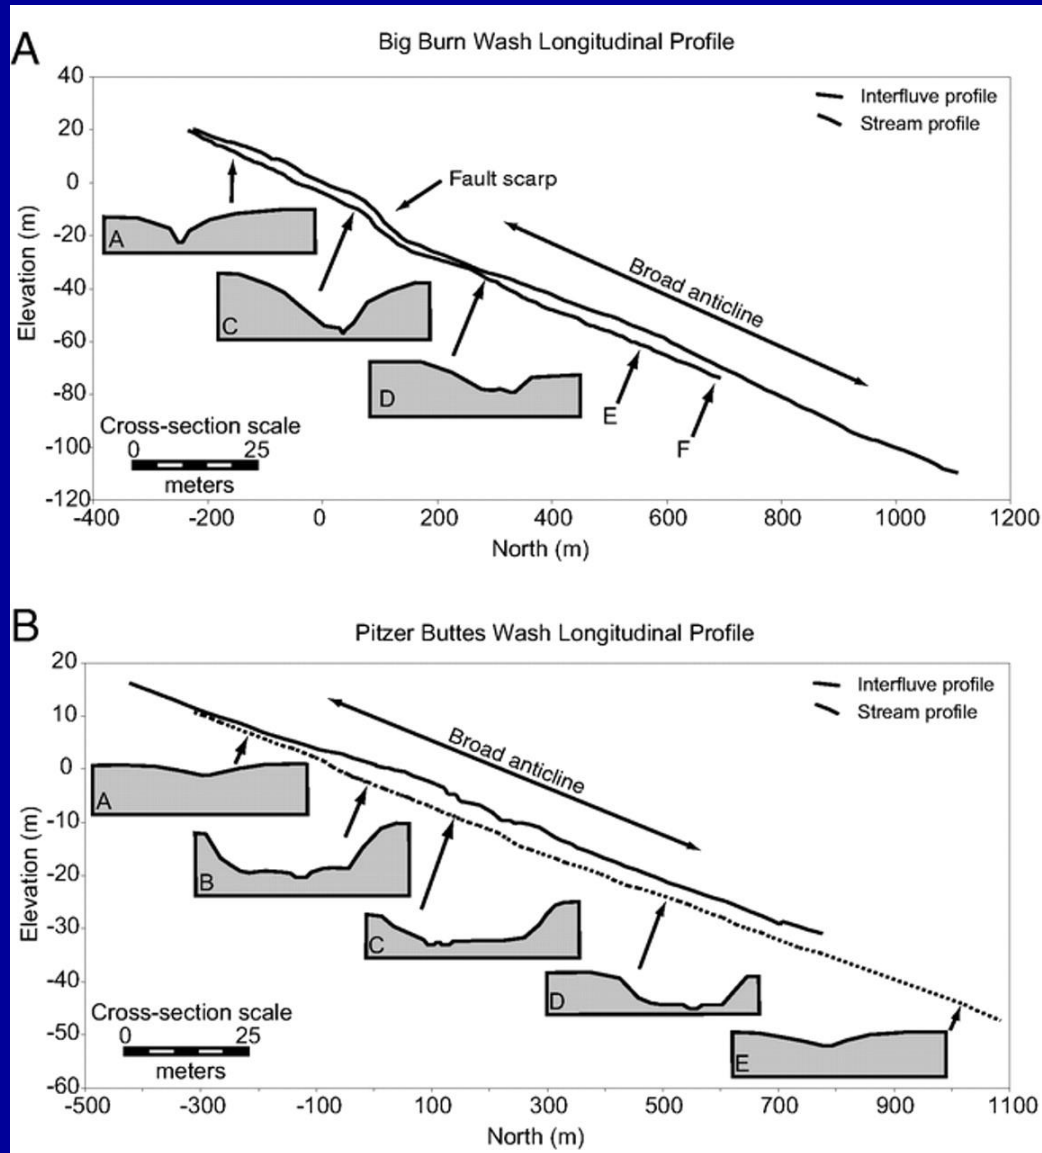 A
Big Burn Wash Longitudinal Profile
40
20
0
-20
-40
-60
-80
-100
-120
Elevation (m)
Interfluve profile
Stream profile
Fault scarp
Broad anticline
A
C
D
E
F
Cross-section scale
0 25
meters
-400 -200 0 200 400 600 800 1000 1200
North (m)
B
Pitzer Buttes Wash Longitudinal Profile
20
10
0
-10
-20
-30
-40
-50
-60
Elevation (m)
Interfluve profile
Stream profile
Broad anticline
A
B
C
D
E
Cross-section scale
0 25
meters
-500 -300 -100 100 300 500 700 900 1100
North (m)